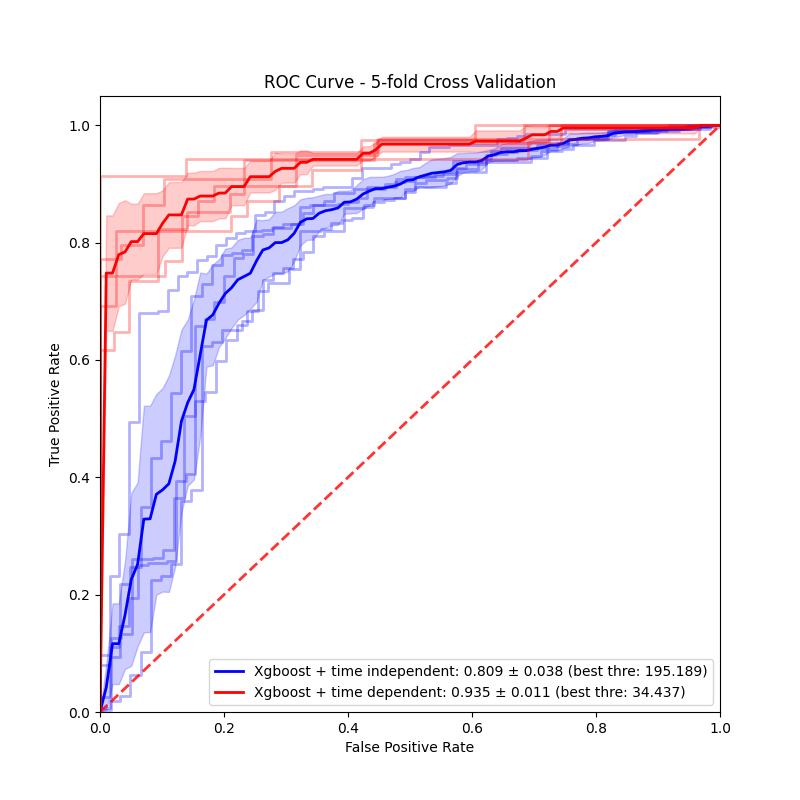 ROC Curve - 5-fold Cross Validation
1.0
0.8
0.6
0.4
0.2
0.0
True Positive Rate
Xgboost + time independent: 0.809 ± 0.038 (best thre: 195.189)
Xgboost + time dependent: 0.935 ± 0.011 (best thre: 34.437)
0.0 0.2 0.4 0.6 0.8 1.0
False Positive Rate